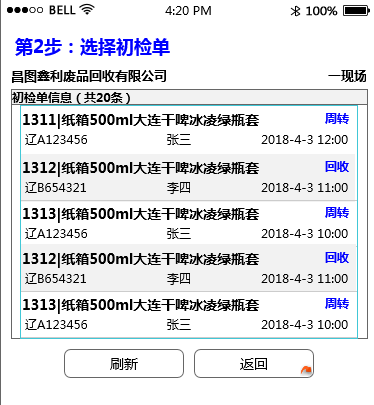 BELL 4:20 PM 100%
第2步：选择初检单
昌图鑫利废品回收有限公司 一现场
初检单信息（共20条）
1311|纸箱500ml大连干啤冰凌绿瓶套 周转
辽A123456 张三 2018-4-3 12:00
1312|纸箱500ml大连干啤冰凌绿瓶套 回收
辽B654321 李四 2018-4-3 11:00
1313|纸箱500ml大连干啤冰凌绿瓶套 周转
辽A123456 张三 2018-4-3 10:00
1312|纸箱500ml大连干啤冰凌绿瓶套 回收
辽B654321 李四 2018-4-3 11:00
1313|纸箱500ml大连干啤冰凌绿瓶套 周转
辽A123456 张三 2018-4-3 10:00
刷新 返回